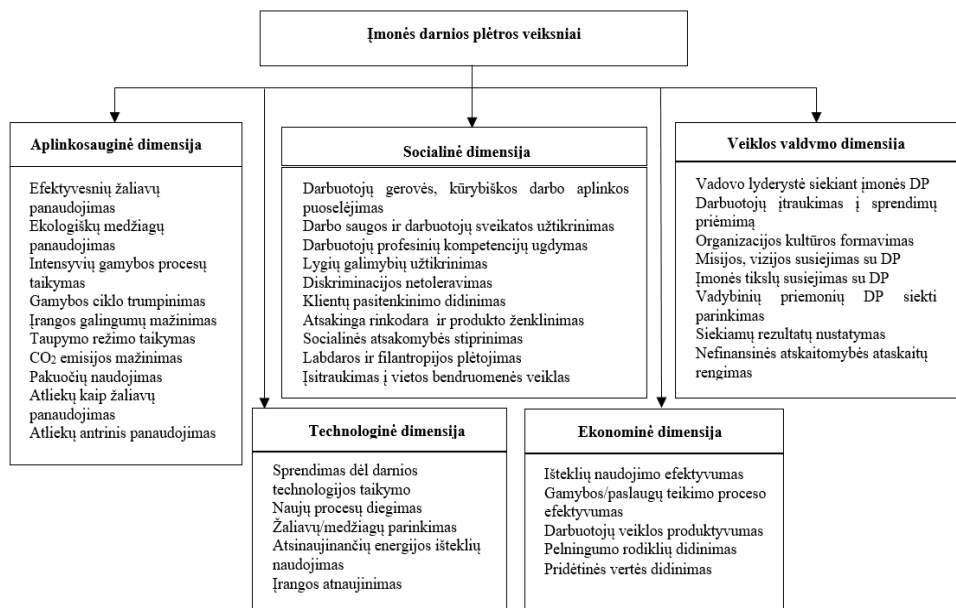 Įmonės darnios plėtros veiksniai
Aplinkosauginė dimensija
Efektyvesnių žaliavų
panaudojimas
Ekologiškų medžiagų
panaudojimas
Intensyvių gamybos procesų
taikymas
Gamybos ciklo trumpinimas
Įrangos galingumų mažinimas
Taupymo režimo taikymas
CO2 emisijos mažinimas
Pakuočių naudojimas
Atliekų kaip žaliavų
panaudojimas
Atliekų antrinis panaudojimas
Socialinė dimensija
Darbuotojų gerovės, kūrybiškos darbo aplinkos
puoselėjimas
Darbo saugos ir darbuotojų sveikatos užtikrinimas
Darbuotojų profesinių kompetencijų ugdymas
Lygių galimybių užtikrinimas
Diskriminacijos netoleravimas
Klientų pasitenkinimo didinimas
Atsakinga rinkodara ir produkto ženklinimas
Socialinės atsakomybės stiprinimas
Labdaros ir filantropijos plėtojimas
Įsitraukimas į vietos bendruomenės veiklas
Veiklos valdymo dimensija
Vadovo lyderystė siekiant įmonės DP
Darbuotojų įtraukimas į sprendimų
priėmimą
Organizacijos kultūros formavimas
Misijos, vizijos susiejimas su DP
Įmonės tikslų susiejimas su DP
Vadybinių priemonių DP siekti
parinkimas
Siekiamų rezultatų nustatymas
Nefinansinės atskaitomybės ataskaitų
rengimas
Technologinė dimensija
Sprendimas dėl darnios
technologijos taikymo
Naujų procesų diegimas
Žaliavų/medžiagų parinkimas
Atsinaujinančių energijos išteklių
naudojimas
Įrangos atnaujinimas
Ekonominė dimensija
Išteklių naudojimo efektyvumas
Gamybos/paslaugų teikimo proceso
efektyvumas
Darbuotojų veiklos produktyvumas
Pelningumo rodiklių didinimas
Pridėtinės vertės didinimas